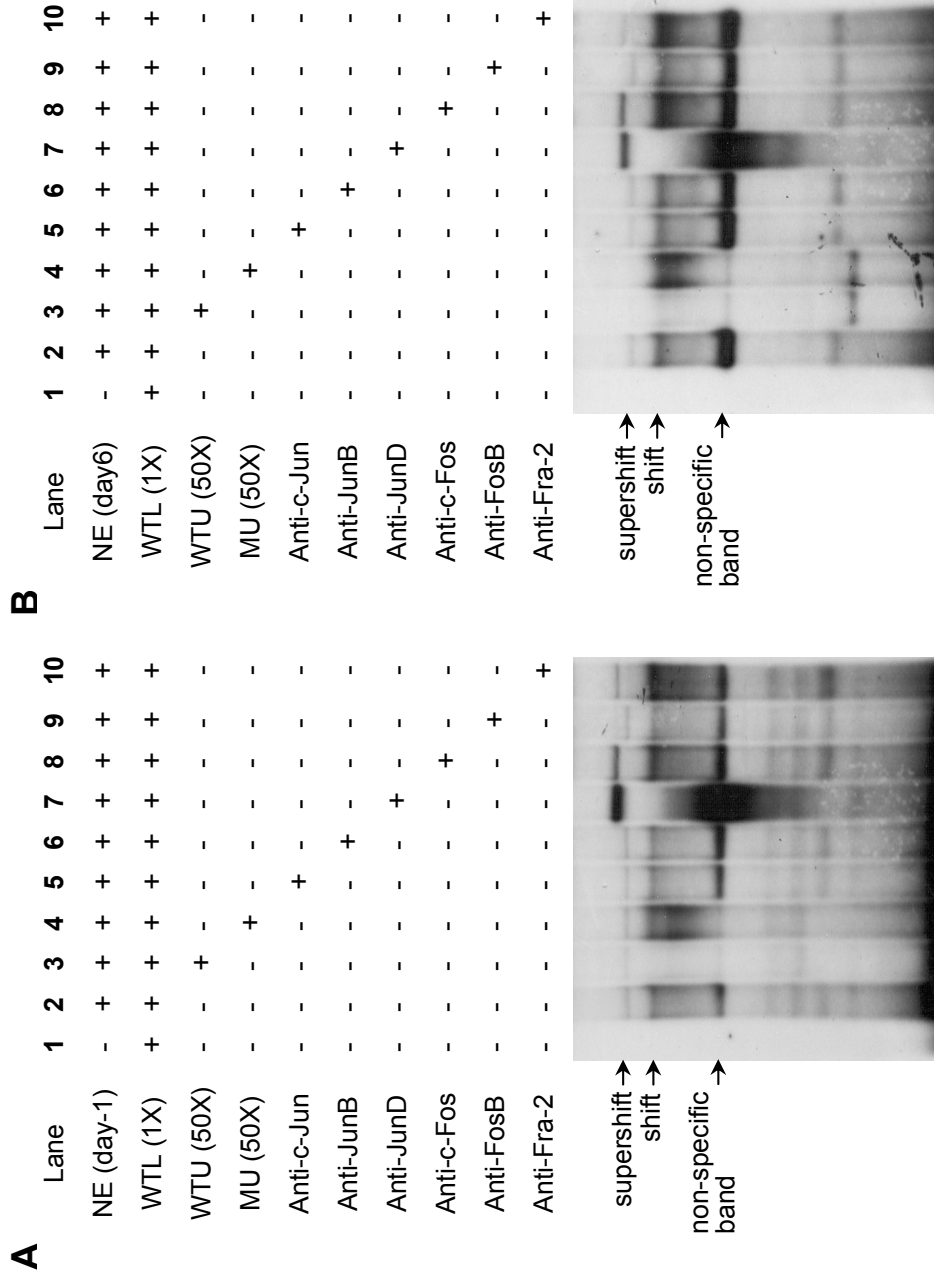 A
Lane 1 2 3 4 5 6 7 8 9 10
NE (day-1) - + + + + + + + + +
WTL (1X) + + + + + + + + + +
WTU (50X) - - + - - - - - - -
MU (50X) - - - + - - - - - -
Anti-c-Jun - - - - + - - - - -
Anti-JunB - - - - - + - - - -
Anti-JunD - - - - - - + - - -
Anti-c-Fos - - - - - - - + - -
Anti-FosB - - - - - - - - + -
Anti-Fra-2 - - - - - - - - - +
supershift →
shift →
non-specific →
band
B
Lane 1 2 3 4 5 6 7 8 9 10
NE (day6) - + + + + + + + + +
WTL (1X) + + + + + + + + + +
WTU (50X) - - + - - - - - - -
MU (50X) - - - + - - - - - -
Anti-c-Jun - - - - + - - - - -
Anti-JunB - - - - - + - - - -
Anti-JunD - - - - - - + - - -
Anti-c-Fos - - - - - - - + - -
Anti-FosB - - - - - - - - + -
Anti-Fra-2 - - - - - - - - - +
supershift →
shift →
non-specific →
band